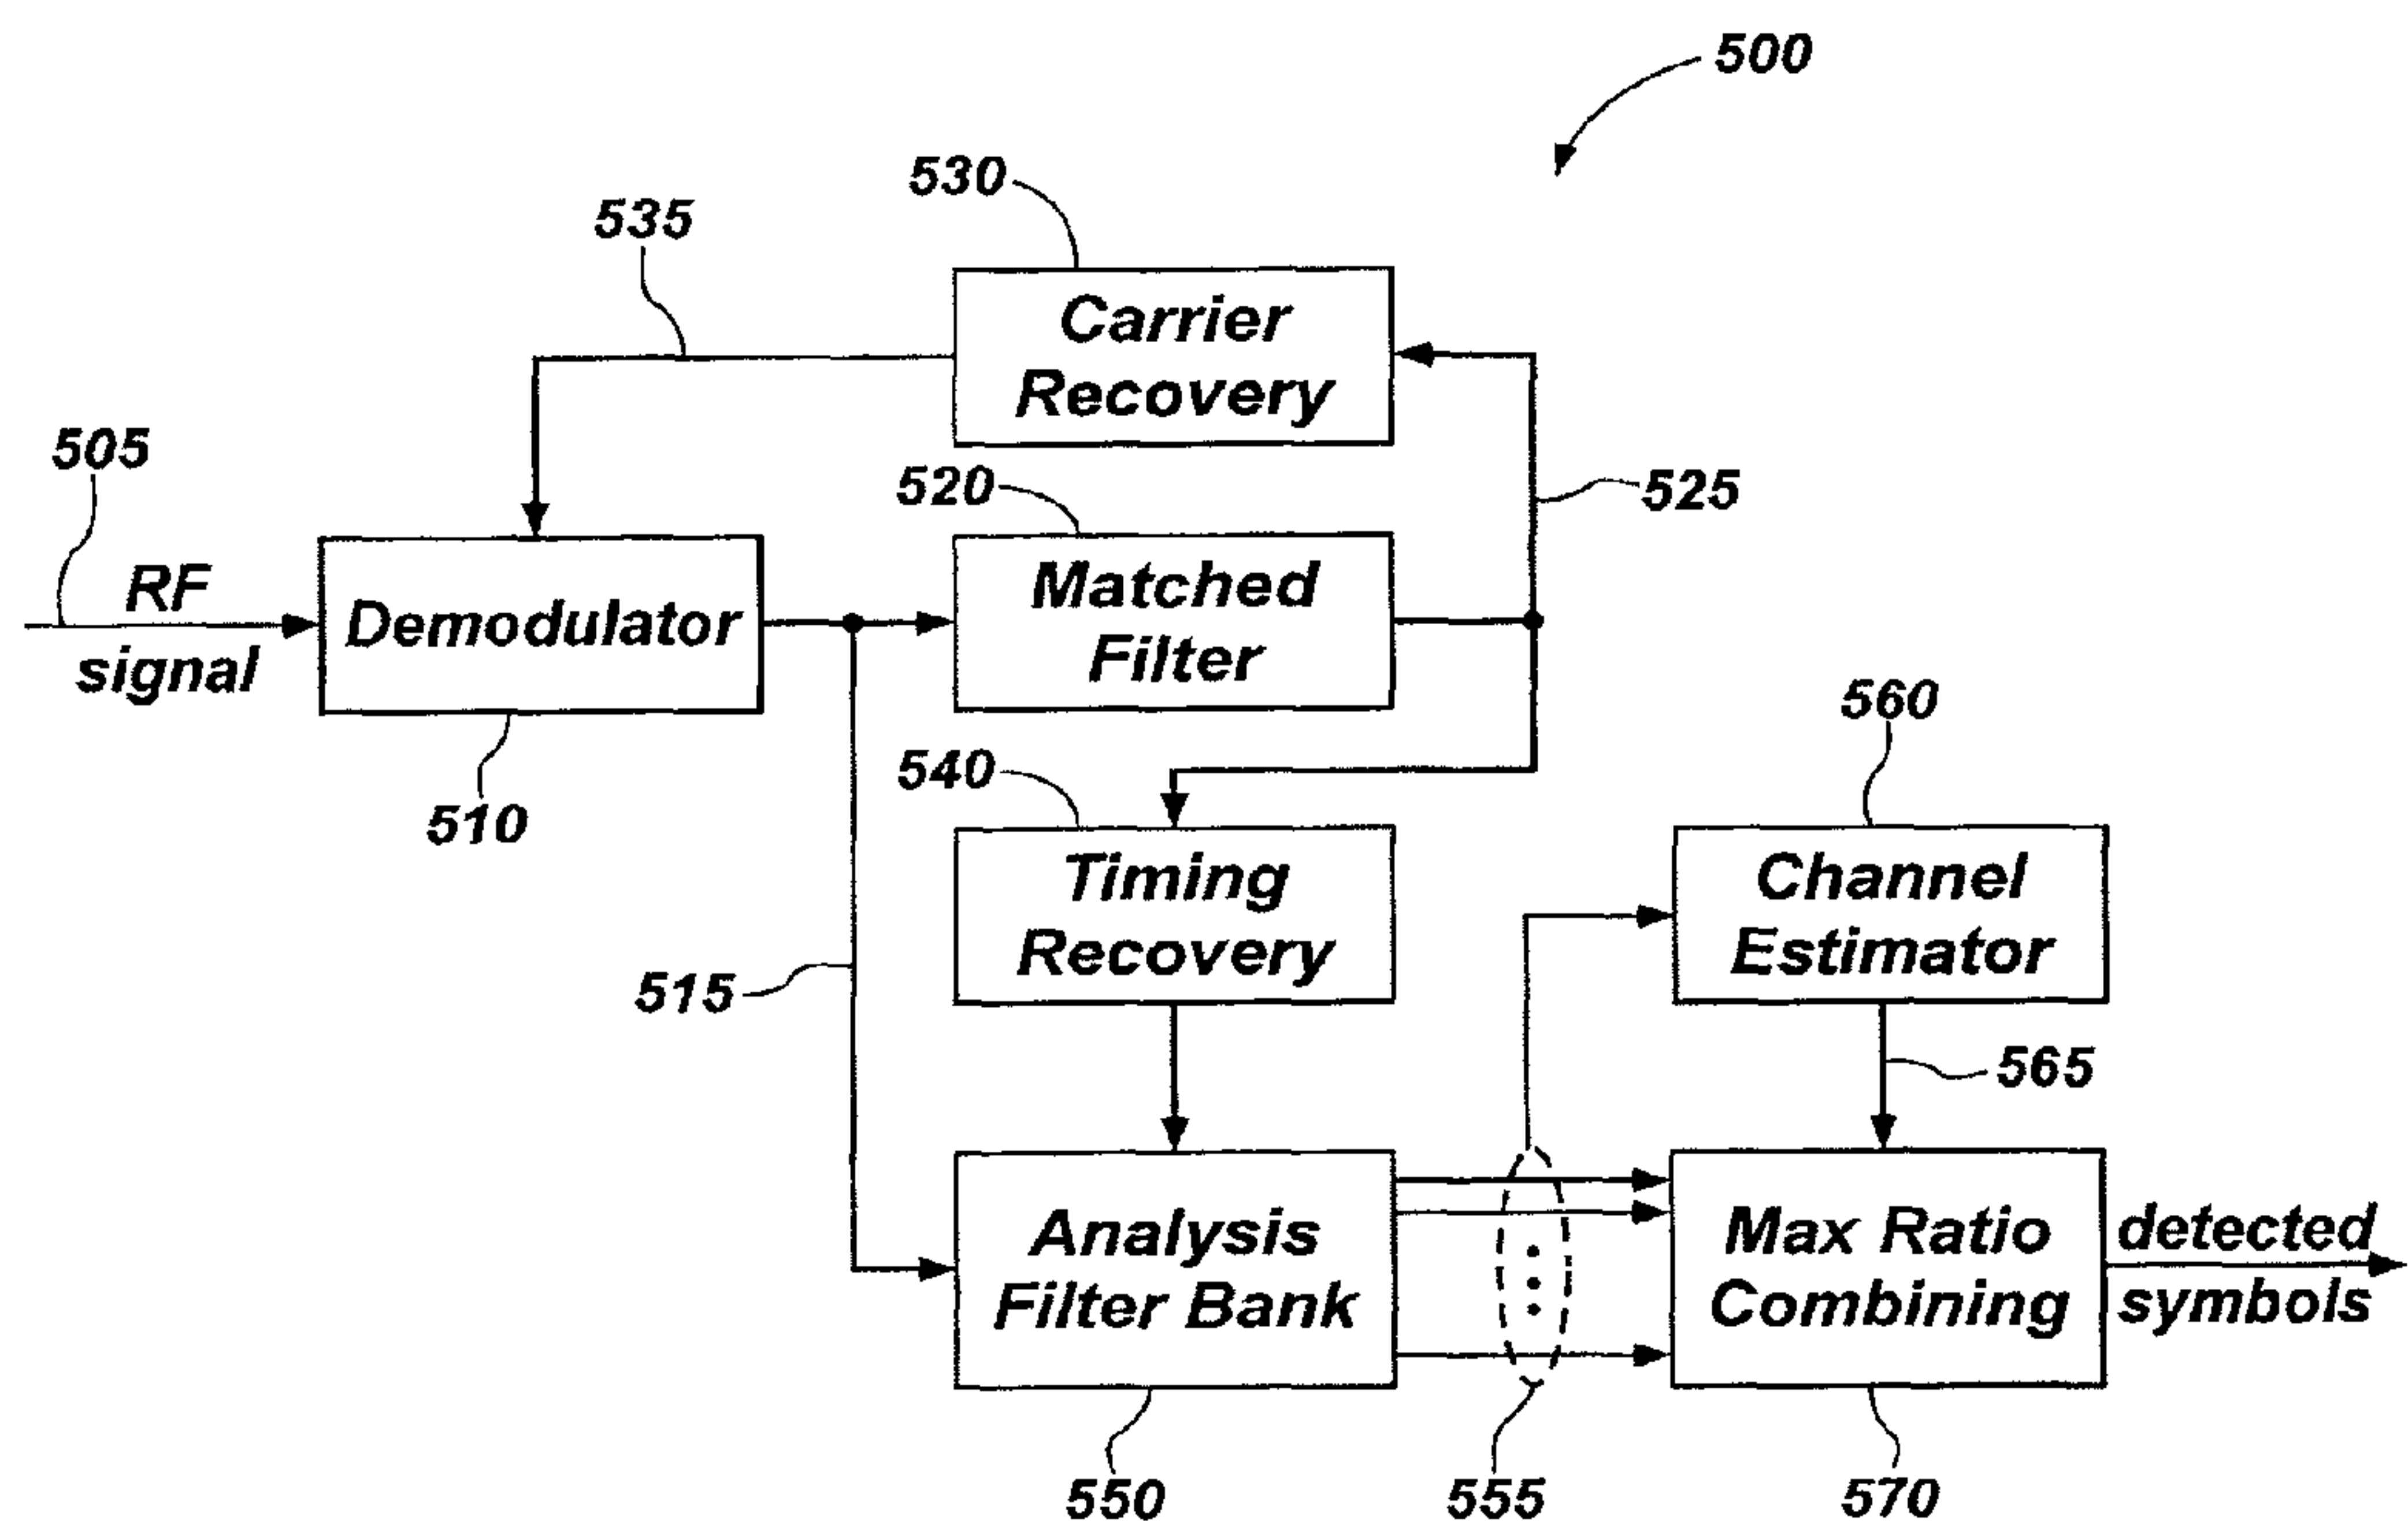 500
530
535
Carrier
Recovery
505
520
525
RF
signal
Demodulator
Matched
Filter
510
540
560
Timing
Recovery
Channel
Estimator
515
565
Analysis
Filter Bank
Max Ratio
Combining
detected
symbols
550
555
570